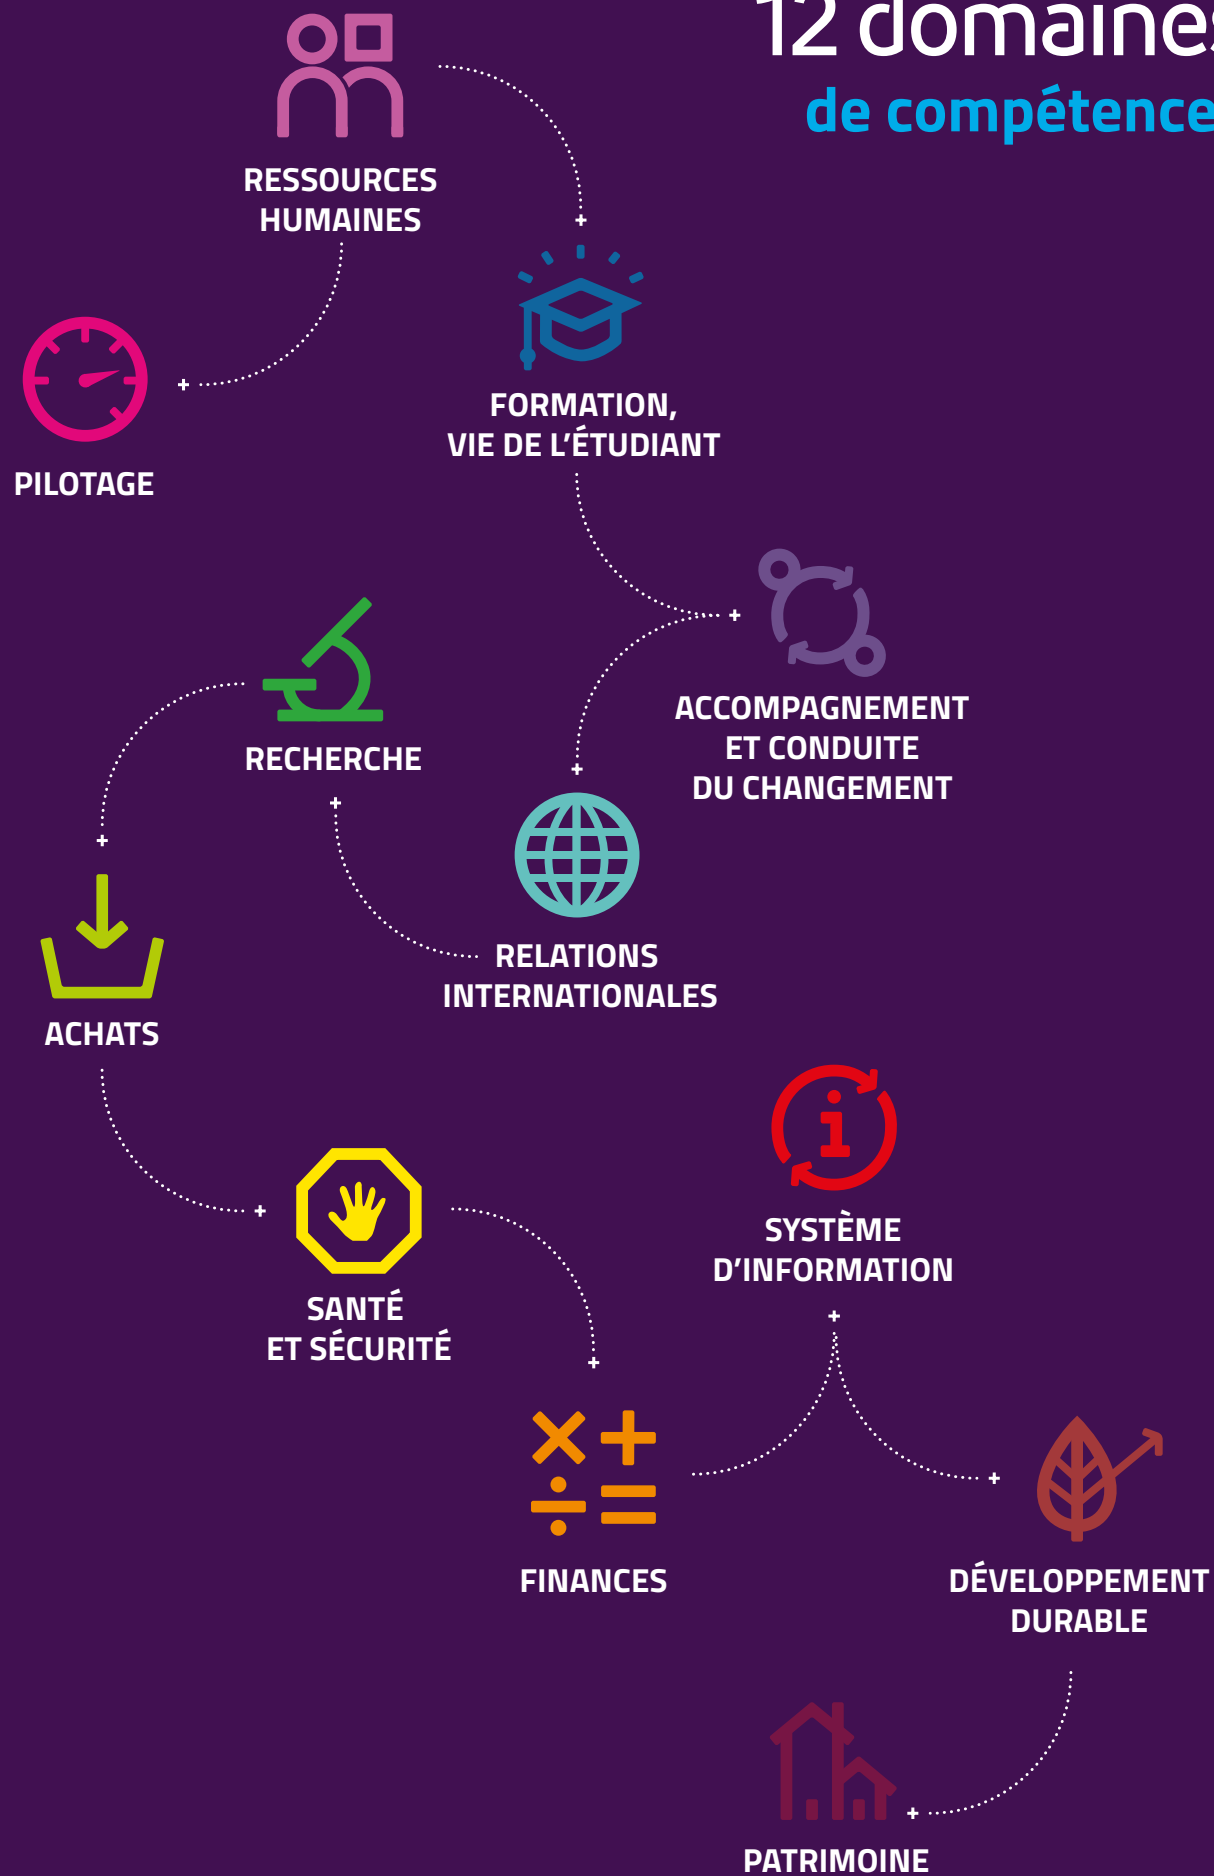 12 domaines
de compétence
RESSOURCES
HUMAINES
FORMATION,
VIE DE L’ÉTUDIANT
PILOTAGE
ACCOMPAGNEMENT
ET CONDUITE
DU CHANGEMENT
RECHERCHE
RELATIONS
INTERNATIONALES
ACHATS
SYSTÈME
D’INFORMATION
SANTÉ
ET SÉCURITÉ
FINANCES
DÉVELOPPEMENT
DURABLE
PATRIMOINE